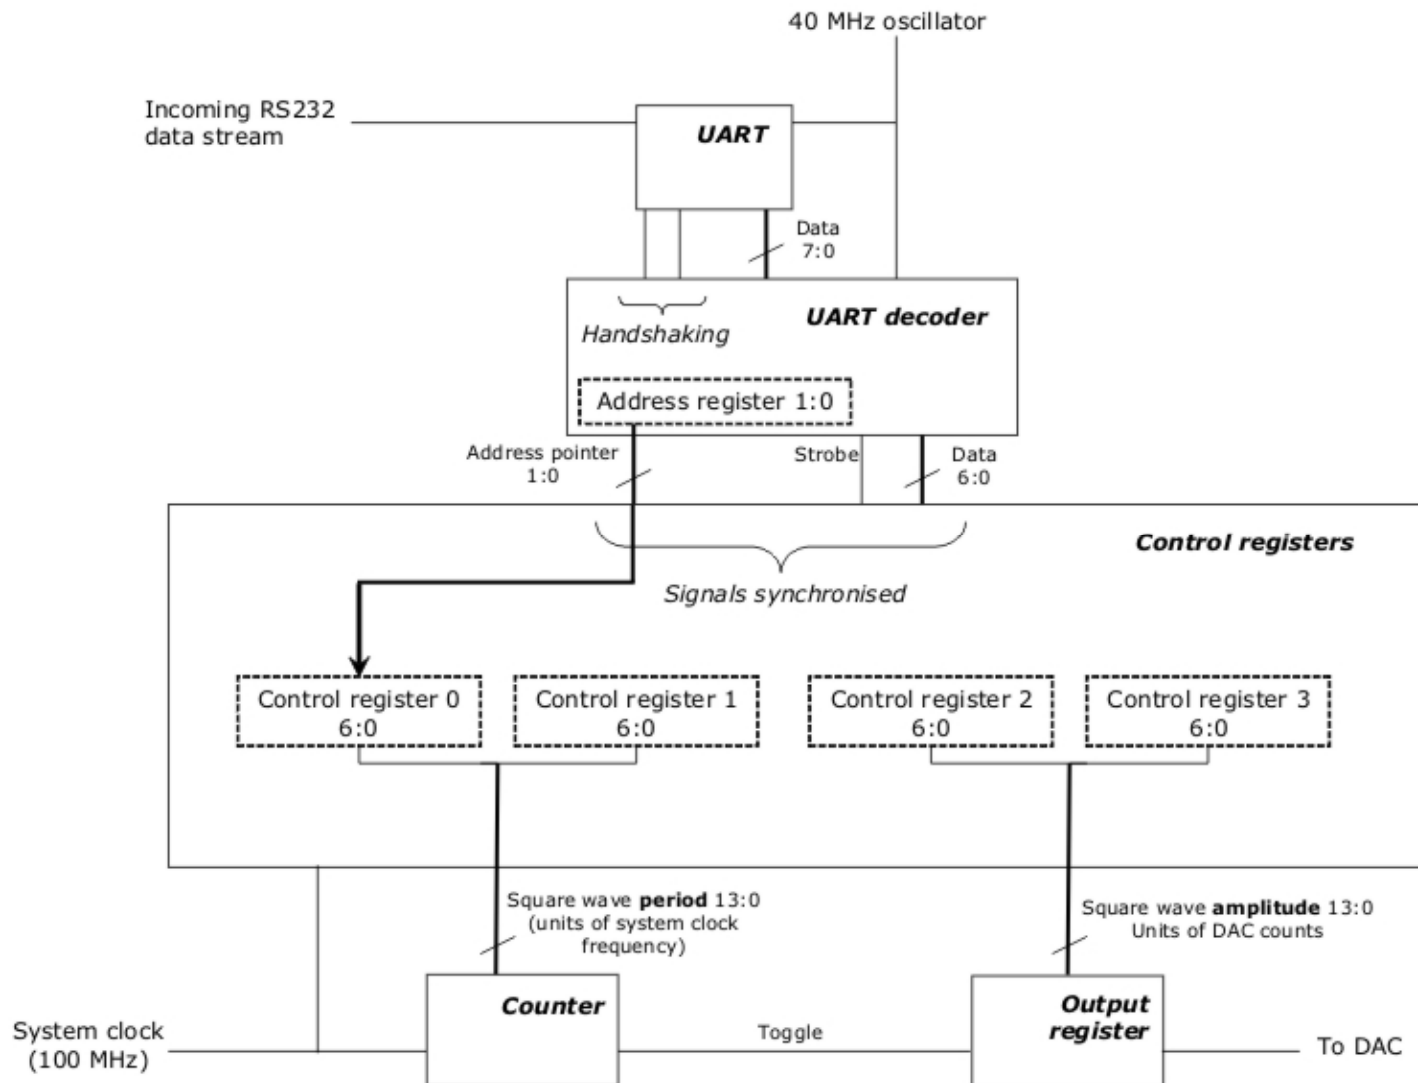 40 MHz oscillator
Incoming RS232
data stream
UART
Data
7:0
UART decoder
Handshaking
Address register 1:0
Address pointer
1:0
Strobe
Data
6:0
Control registers
Signals synchronised
Control register 0
6:0
Control register 1
6:0
Control register 2
6:0
Control register 3
6:0
Square wave period 13:0
(units of system clock
frequency)
Square wave amplitude 13:0
Units of DAC counts
Counter
Output
register
System clock
(100 MHz)
Toggle
To DAC